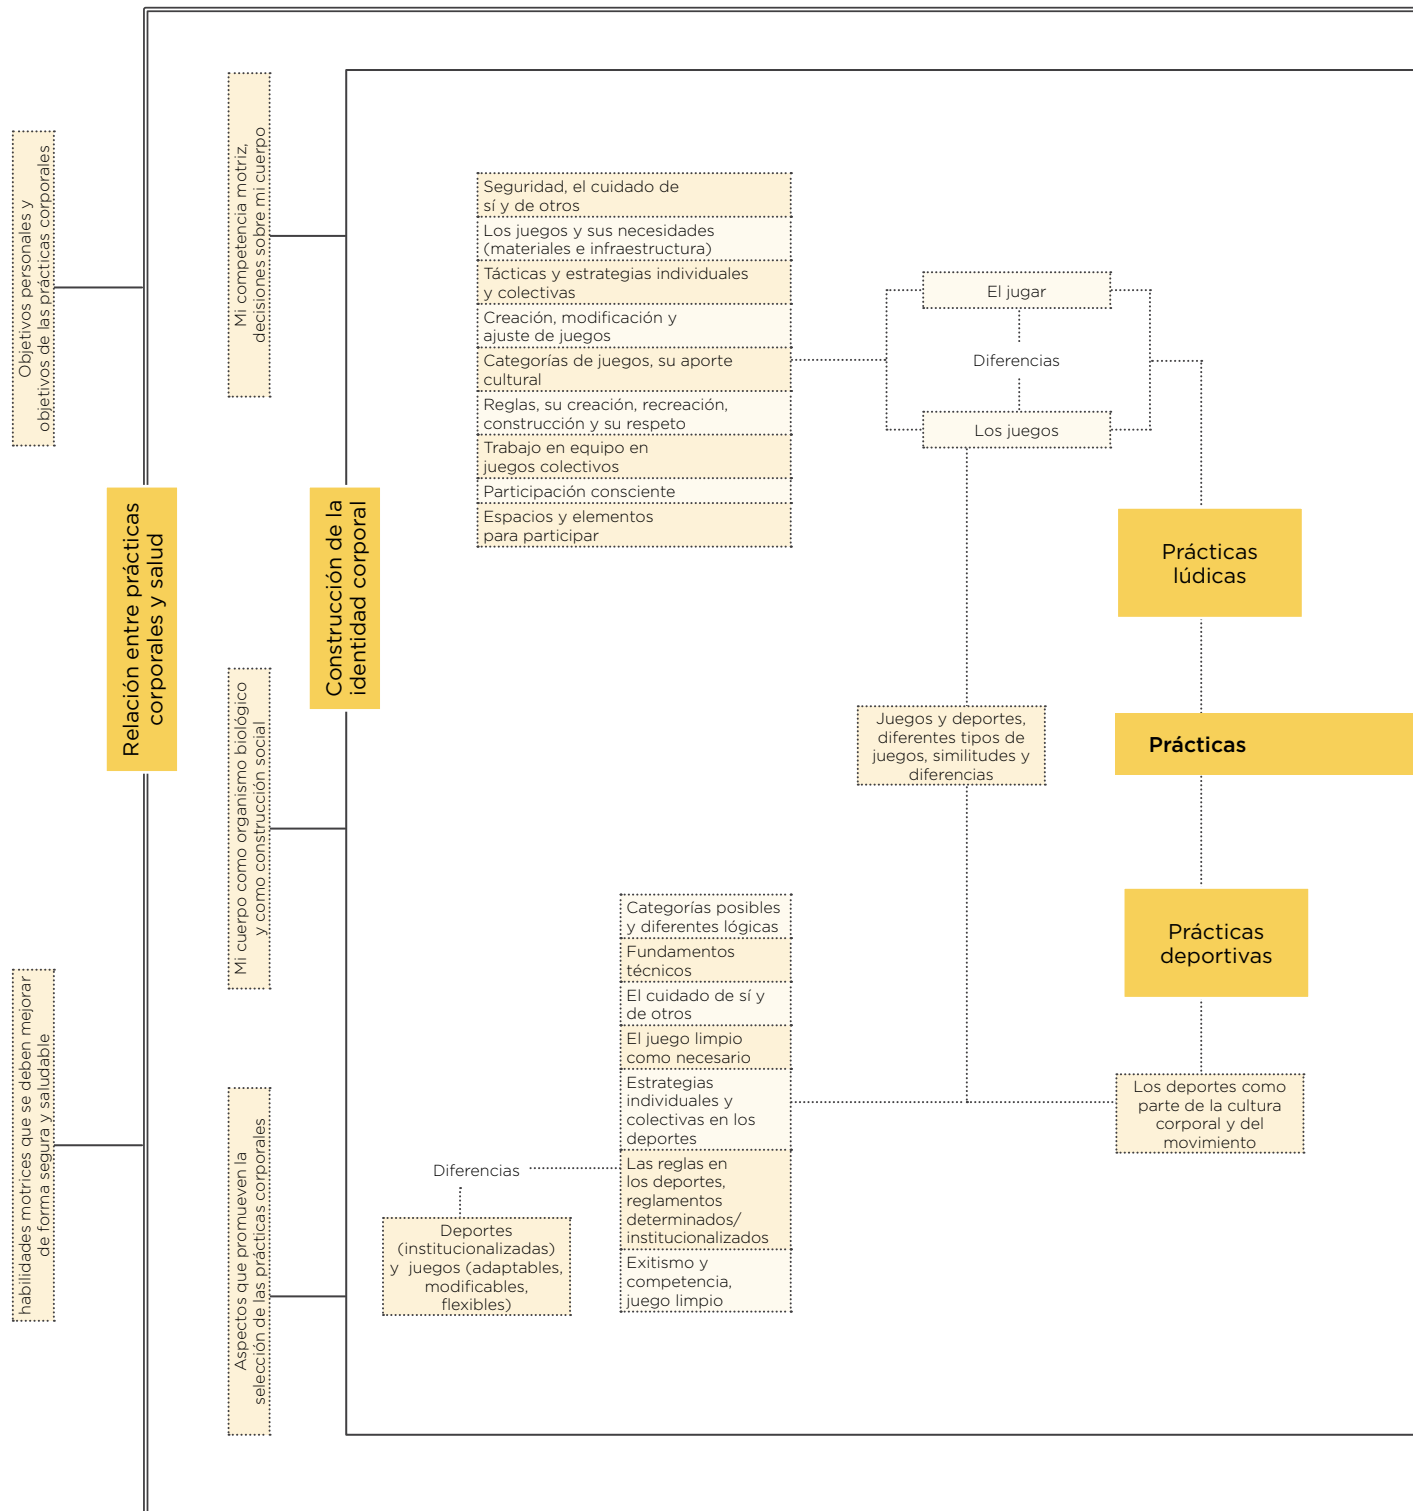 Objetivos personales y
objetivos de las prácticas corporales
habilidades motrices que se deben mejorar
de forma segura y saludable
Relación entre prácticas
corporales y salud
Mi competencia motriz,
decisiones sobre mi cuerpo
Mi cuerpo como organismo biológico
y como construcción social
Aspectos que promueven la
selección de las prácticas corporales
Construcción de la
identidad corporal
Seguridad, el cuidado de
sí y de otros
Los juegos y sus necesidades
(materiales e infraestructura)
Tácticas y estrategias individuales
y colectivas
Creación, modificación y
ajuste de juegos
Categorías de juegos, su aporte
cultural
Reglas, su creación, recreación,
construcción y su respeto
Trabajo en equipo en
juegos colectivos
Participación consciente
Espacios y elementos
para participar
El jugar
Diferencias
Los juegos
Prácticas
lúdicas
Juegos y deportes,
diferentes tipos de
juegos, similitudes y
diferencias
Prácticas
Prácticas
deportivas
Los deportes como
parte de la cultura
corporal y del
movimiento
Categorías posibles
y diferentes lógicas
Fundamentos
técnicos
El cuidado de sí y
de otros
El juego limpio
como necesario
Estrategias
individuales y
colectivas en los
deportes
Las reglas en
los deportes,
reglamentos
determinados/
institucionalizados
Exitismo y
competencia,
juego limpio
Diferencias
Deportes
(institucionalizadas)
y juegos (adaptables,
modificables,
flexibles)